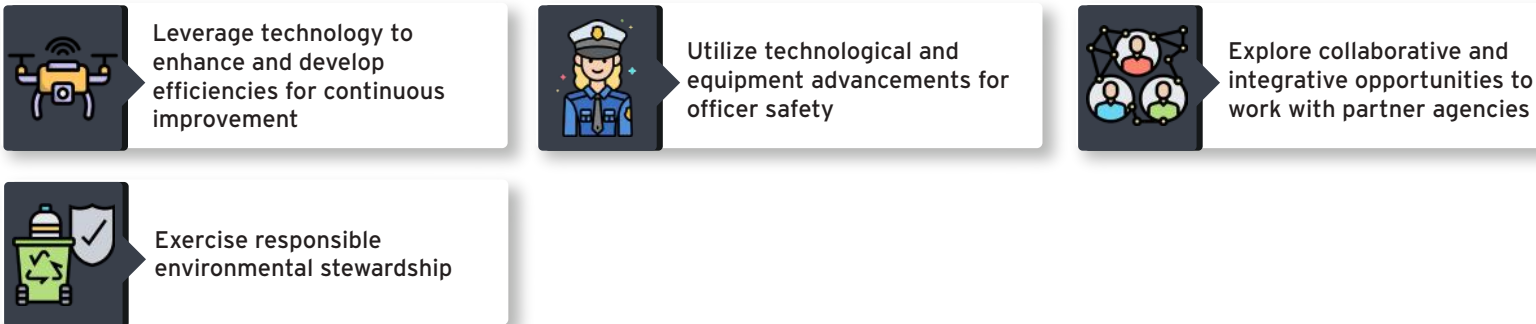 Leverage technology to
enhance and develop
efficiencies for continuous
improvement
Utilize technological and
equipment advancements for
officer safety
Explore collaborative and
integrative opportunities to
work with partner agencies
Exercise responsible
environmental stewardship